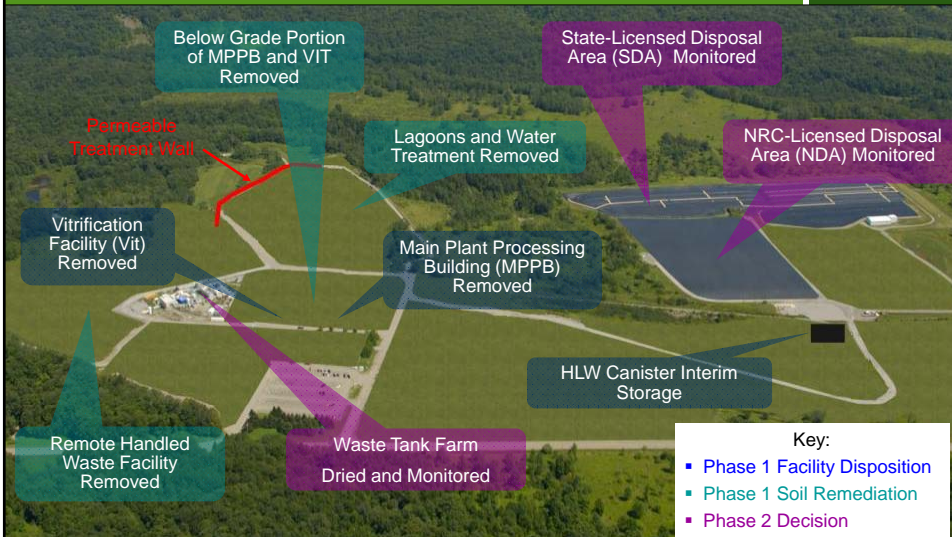 Below Grade Portion
of MPPB and VIT
Removed
State-Licensed Disposal
Area (SDA)  Monitored
Permeable
Treatment Wall
Lagoons and Water
Treatment Removed
NRC-Licensed Disposal
Area (NDA) Monitored
Vitrification
Facility (Vit)
Removed
Main Plant Processing
Building (MPPB)
Removed
HLW Canister Interim
Storage
Remote Handled
Waste Facility
Removed
Waste Tank Farm
Dried and Monitored
Key:
▪ Phase 1 Facility Disposition
▪ Phase 1 Soil Remediation
▪ Phase 2 Decision